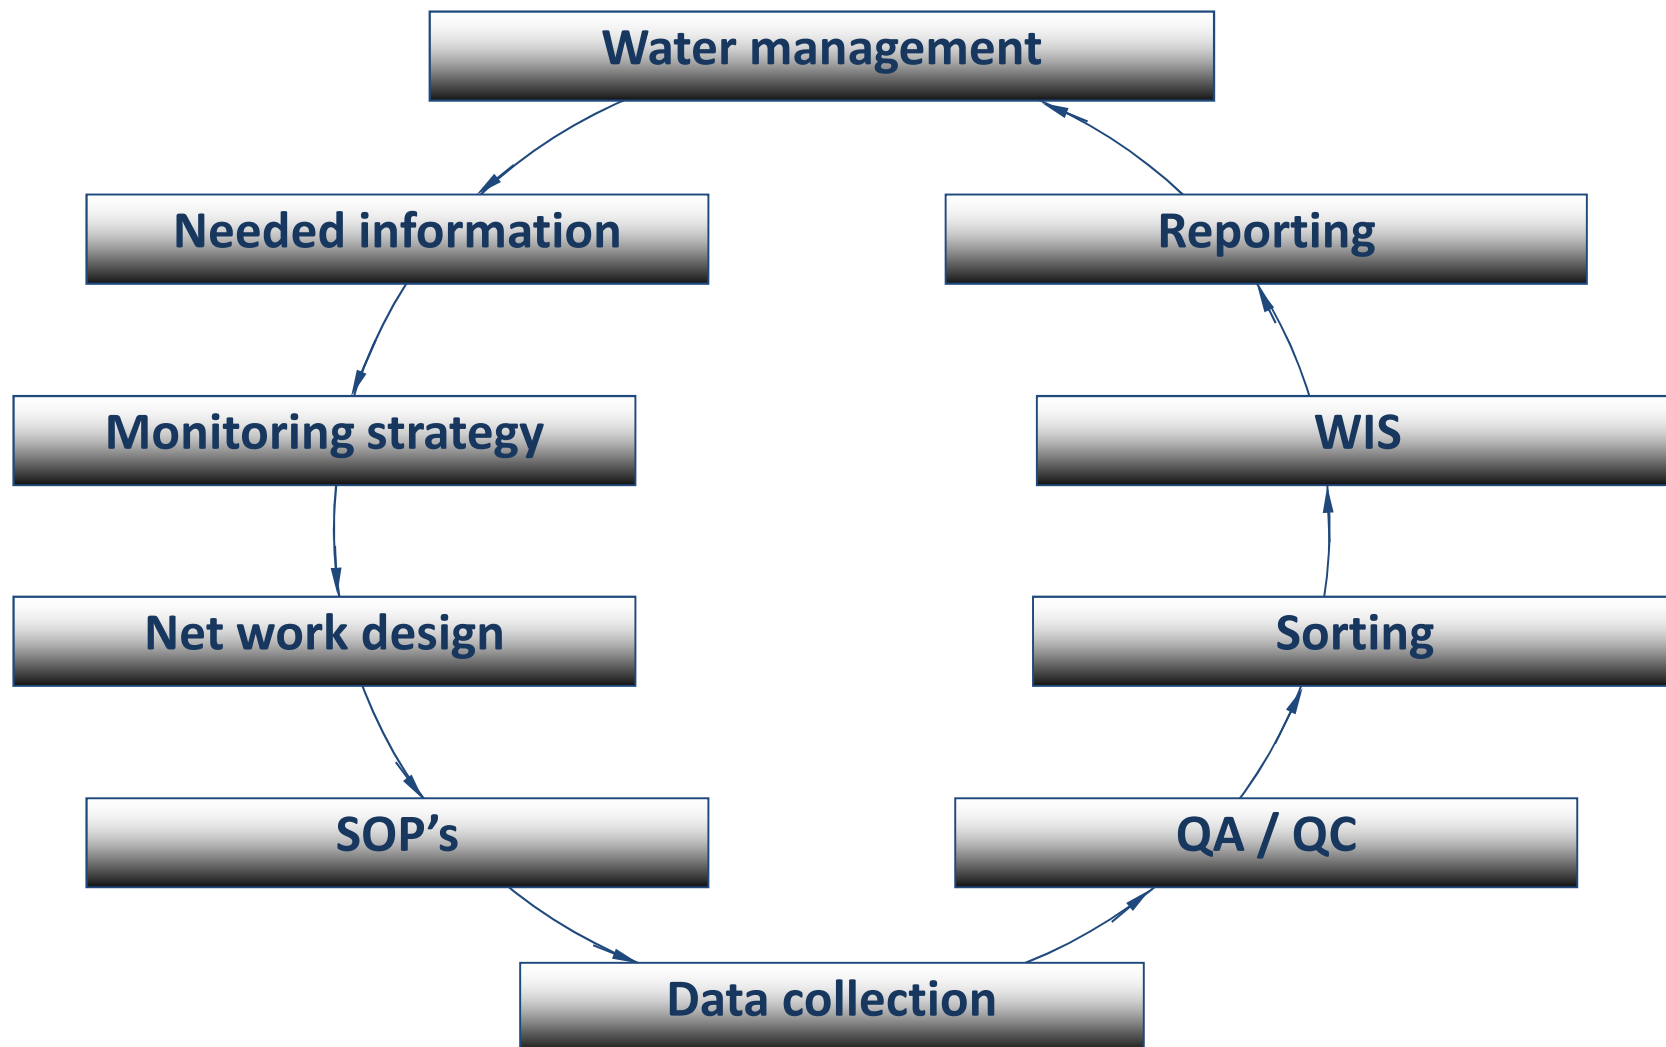 Water management
Needed information
Reporting
Monitoring strategy
WIS
Net work design
Sorting
SOP’s
QA / QC
Data collection